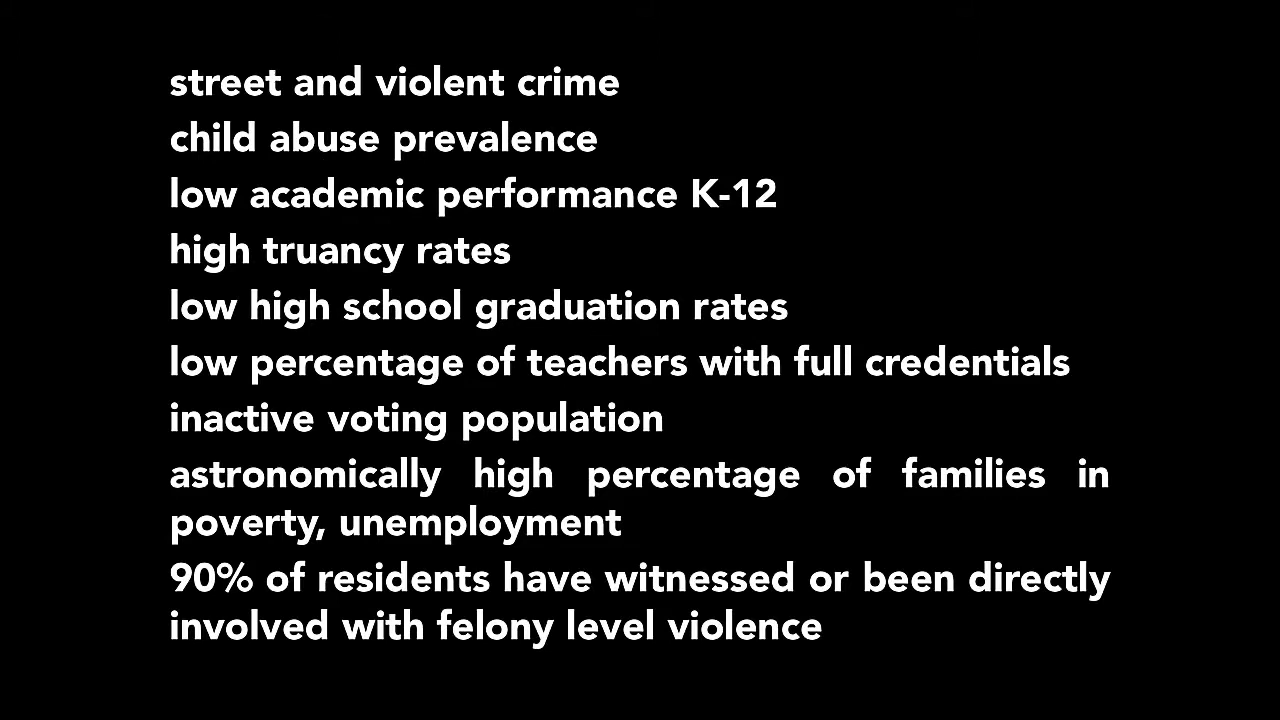 street and violent crime
child abuse prevalence
low academic performance K-12
high truancy rates
low high school graduation rates
low percentage of teachers with full credentials
inactive voting population
astronomically high percentage of families in
poverty, unemployment
90% of residents have witnessed or been directly
involved with felony level violence